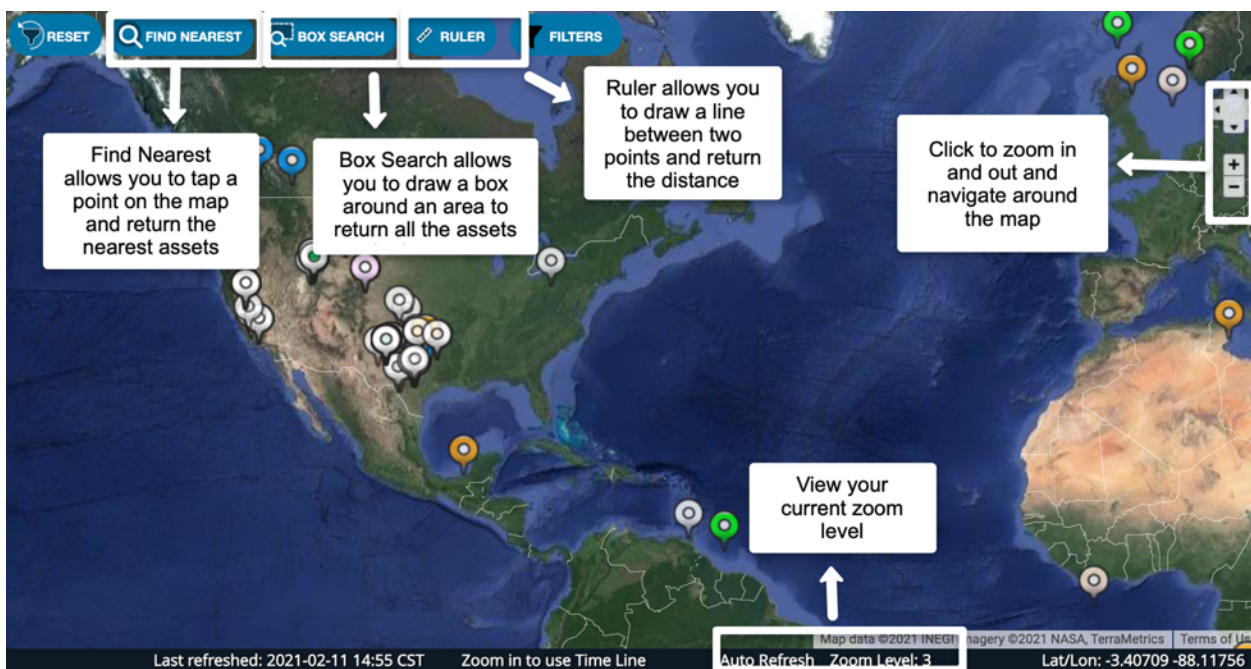 RESET FIND NEAREST BOX SEARCH RULER FILTERS
Find Nearest
allows you to tap a
point on the map
and return the
nearest assets
Box Search allows
you to draw a box
around an area to
return all the assets
Ruler allows you
to draw a line
between two
points and return
the distance
Click to zoom in
and out and
navigate around
the map
View your
current zoom
level
Map data ©2021 INEGI Imagery ©2021 NASA, TerraMetrics Terms of Us
Last refreshed: 2021-02-11 14:55 CST Zoom in to use Time Line Auto Refresh Zoom Level: 3 Lat/Lon: -3.40709 -88.11756